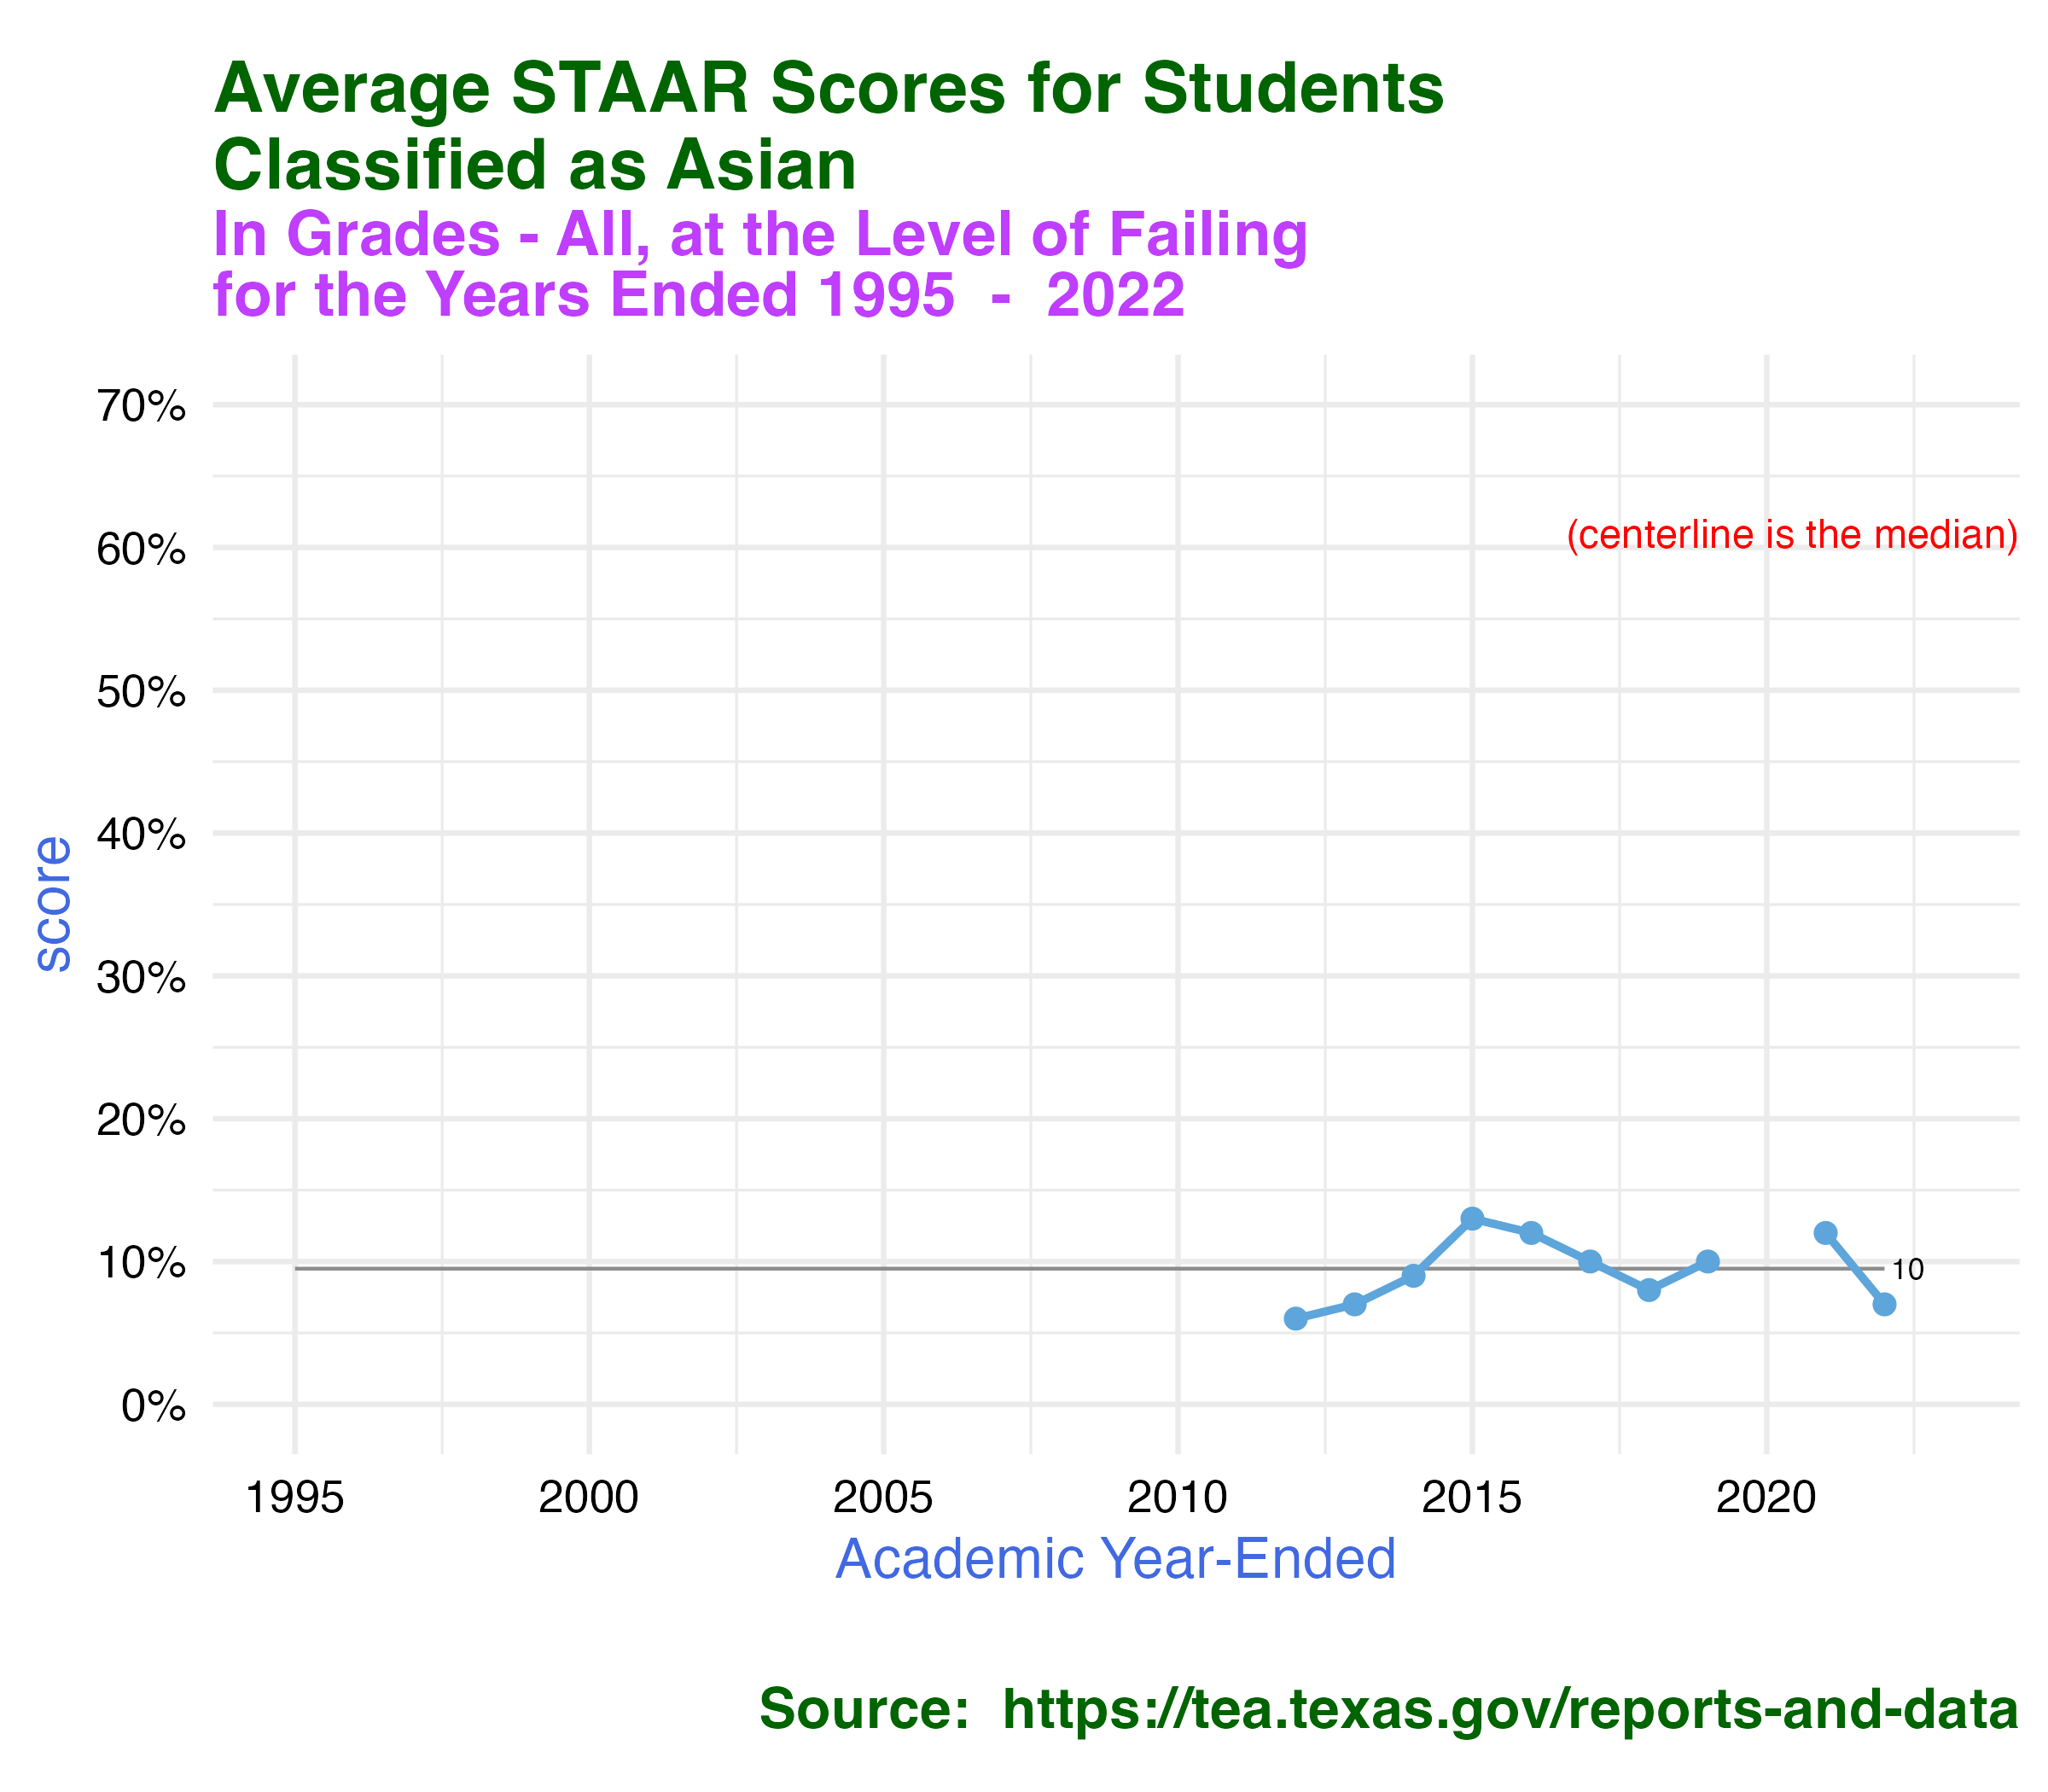 Average STAAR Scores for Students
Classified as Asian
In Grades - All, at the Level of Failing
for the Years Ended 1995  -  2022
70%
(centerline is the median)
60%
50%
40%
score
30%
20%
10%
10
0%
1995
2000
2005
2010
2015
2020
Academic Year-Ended
Source:  https://tea.texas.gov/reports-and-data